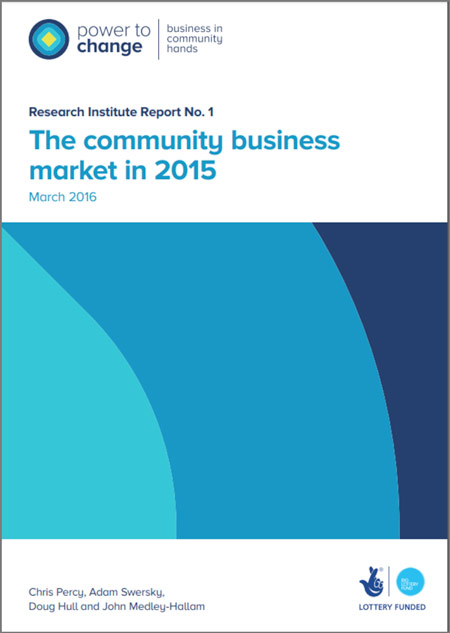 power to
change
business in
community
hands
Research Institute Report No. 1
The community business
market in 2015
March 2016
Chris Percy, Adam Swersky,
Doug Hull and John Medley-Hallam
BIG
LOTTERY
FUND
LOTTERY FUNDED